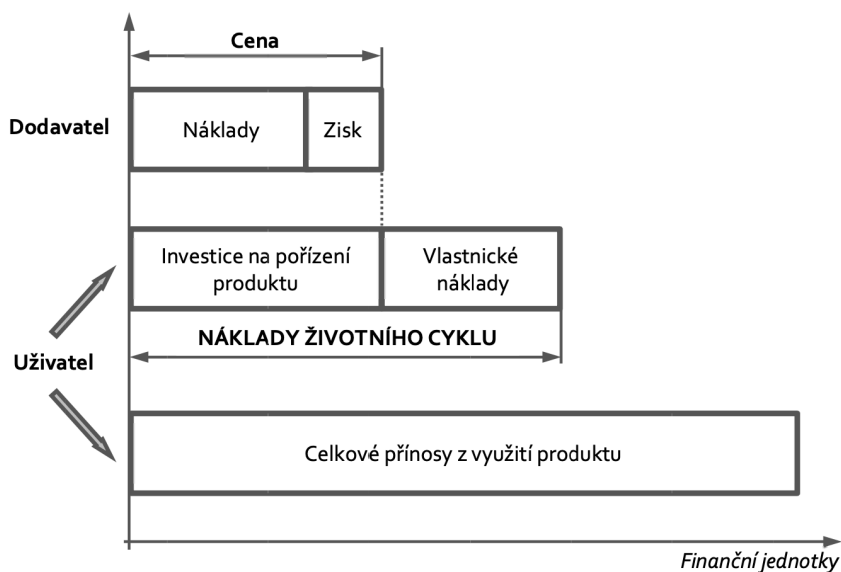 Cena
Dodavatel
Náklady
Zisk
Investice na pořízení
produktu
Vlastnické
náklady
NÁKLADY ŽIVOTNÍHO CYKLU
Uživatel
Celkové přínosy z využití produktu
Finanční jednotky